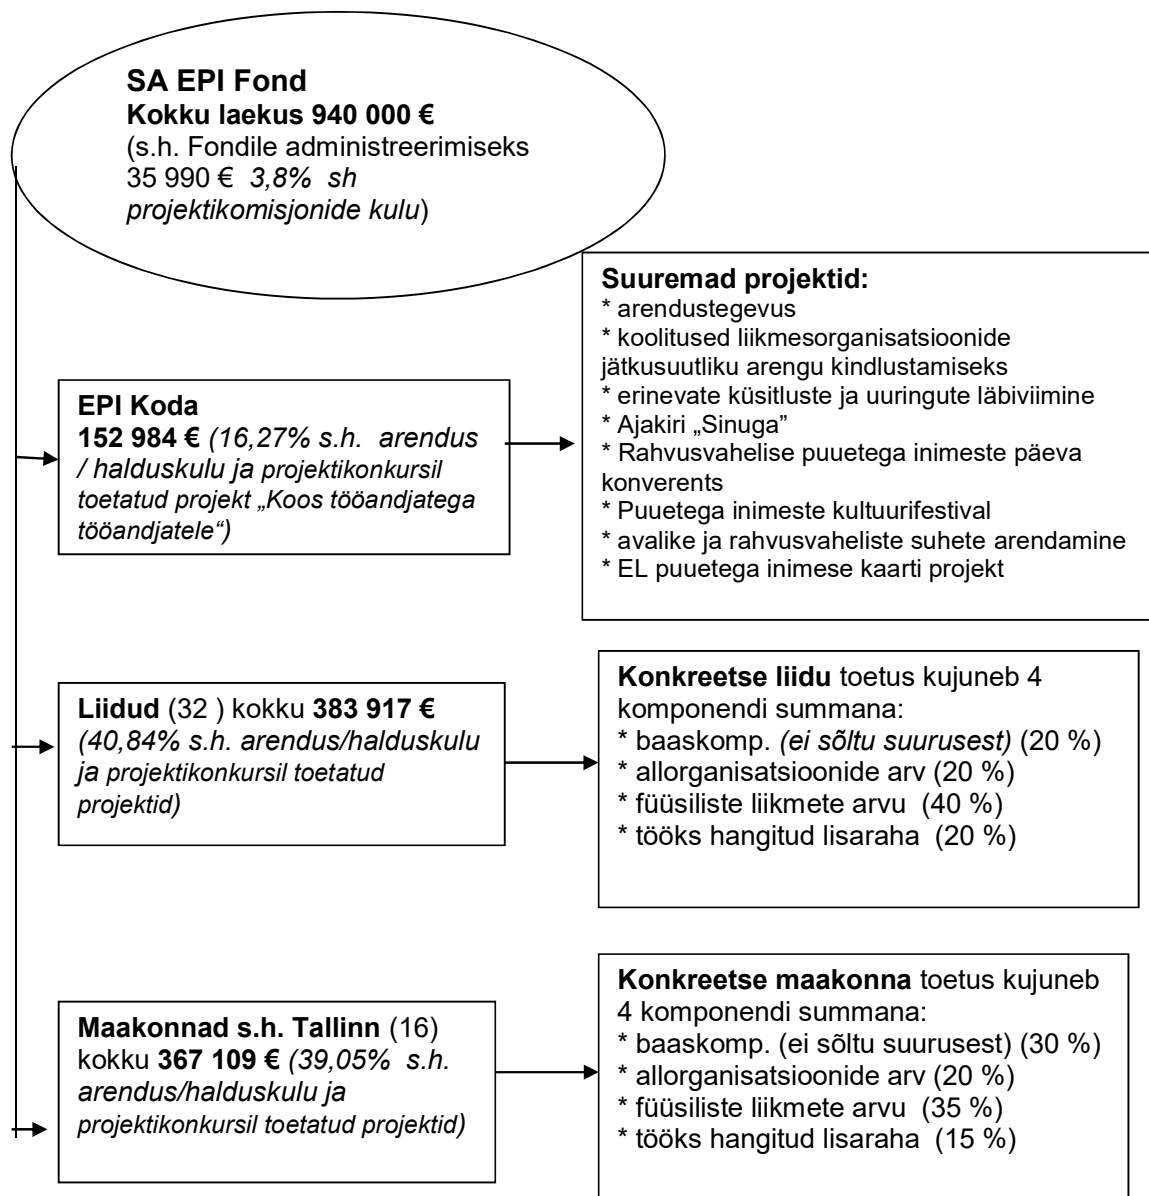 SA EPI Fond
Kokku laekus 940 000 €
(s.h. Fondile administreerimiseks
35 990 € 3,8% sh
projektikomisjonide kulu)
Suuremad projektid:
* arendustegevus
* koolitused liikmesorganisatsioonide
jätkusuutliku arengu kindlustamiseks
* erinevate küsitluste ja uuringute läbiviimine
* Ajakiri „Sinuga”
* Rahvusvahelise puuetega inimeste päeva
konverents
* Puuetega inimeste kultuurifestival
* avalike ja rahvusvaheliste suhete arendamine
* EL puuetega inimese kaarti projekt
EPI Koda
152 984 € (16,27% s.h. arendus
/ halduskulu ja projektikonkursil
toetatud projekt „Koos tööandjatega
tööandjatele“)
Konkreetse liidu toetus kujuneb 4
komponendi summana:
* baaskomp. (ei sõltu suurusest) (20 %)
* allorganisatsioonide arv (20 %)
* füüsiliste liikmete arvu (40 %)
* tööks hangitud lisaraha (20 %)
Liidud (32 ) kokku 383 917 €
(40,84% s.h. arendus/halduskulu
ja projektikonkursil toetatud
projektid)
Konkreetse maakonna toetus kujuneb
4 komponendi summana:
* baaskomp. (ei sõltu suurusest) (30 %)
* allorganisatsioonide arv (20 %)
* füüsiliste liikmete arvu (35 %)
* tööks hangitud lisaraha (15 %)
Maakonnad s.h. Tallinn (16)
kokku 367 109 € (39,05% s.h.
arendus/halduskulu ja
projektikonkursil toetatud projektid)